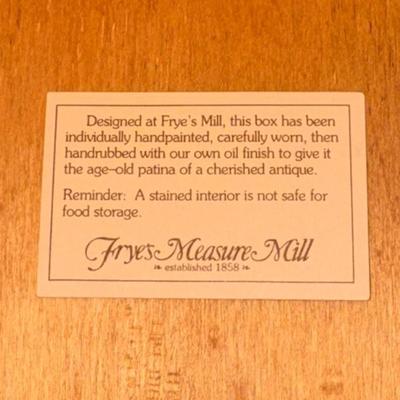 Designed at Frye's Mill, this box has been
individually handpainted, carefully worn, then
handrubbed with our own oil finish to give it
the age-old patina of a cherished antique.
Reminder: A stained interior is not safe for
food storage.
Frye's Measure Mill
established 1858